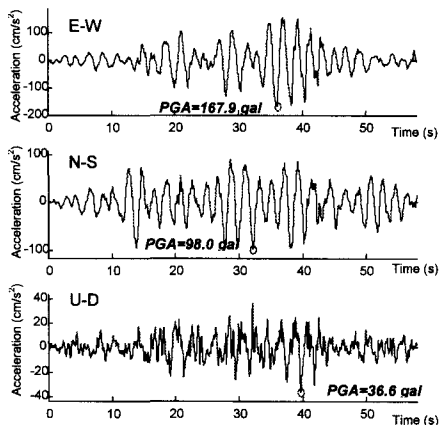 E-W
Acceleration (cm/s²)
100
0
-100
-200
PGA=167.9 gal
0 10 20 30 40 50 Time (s)
N-S
Acceleration (cm/s²)
100
0
-100
PGA=98.0 gal
0 10 20 30 40 50 Time (s)
U-D
Acceleration (cm/s²)
40
20
0
-20
-40
PGA=36.6 gal
0 10 20 30 40 50 Time (s)